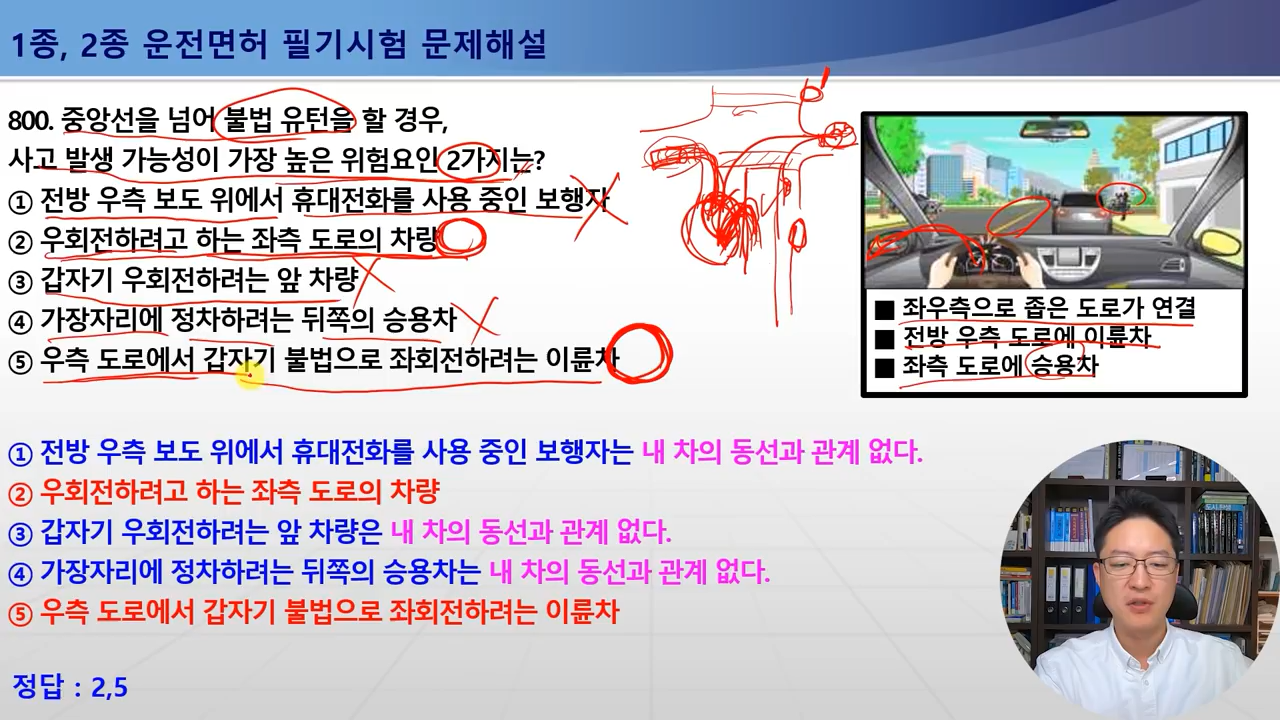 1종, 2종 운전면허 필기시험 문제해설
800. 중앙선을 넘어 불법 유턴을 할 경우,
사고 발생 가능성이 가장 높은 위험요인 2가지는?
① 전방 우측 보도 위에서 휴대전화를 사용 중인 보행자
② 우회전하려고 하는 좌측 도로의 차량
③ 갑자기 우회전하려는 앞 차량
④ 가장자리에 정차하려는 뒤쪽의 승용차
⑤ 우측 도로에서 갑자기 불법으로 좌회전하려는 이륜차
■ 좌우측으로 좁은 도로가 연결
■ 전방 우측 도로에 이륜차
■ 좌측 도로에 승용차
① 전방 우측 보도 위에서 휴대전화를 사용 중인 보행자는 내 차의 동선과 관계 없다.
② 우회전하려고 하는 좌측 도로의 차량
③ 갑자기 우회전하려는 앞 차량은 내 차의 동선과 관계 없다.
④ 가장자리에 정차하려는 뒤쪽의 승용차는 내 차의 동선과 관계 없다.
⑤ 우측 도로에서 갑자기 불법으로 좌회전하려는 이륜차
정답 : 2,5